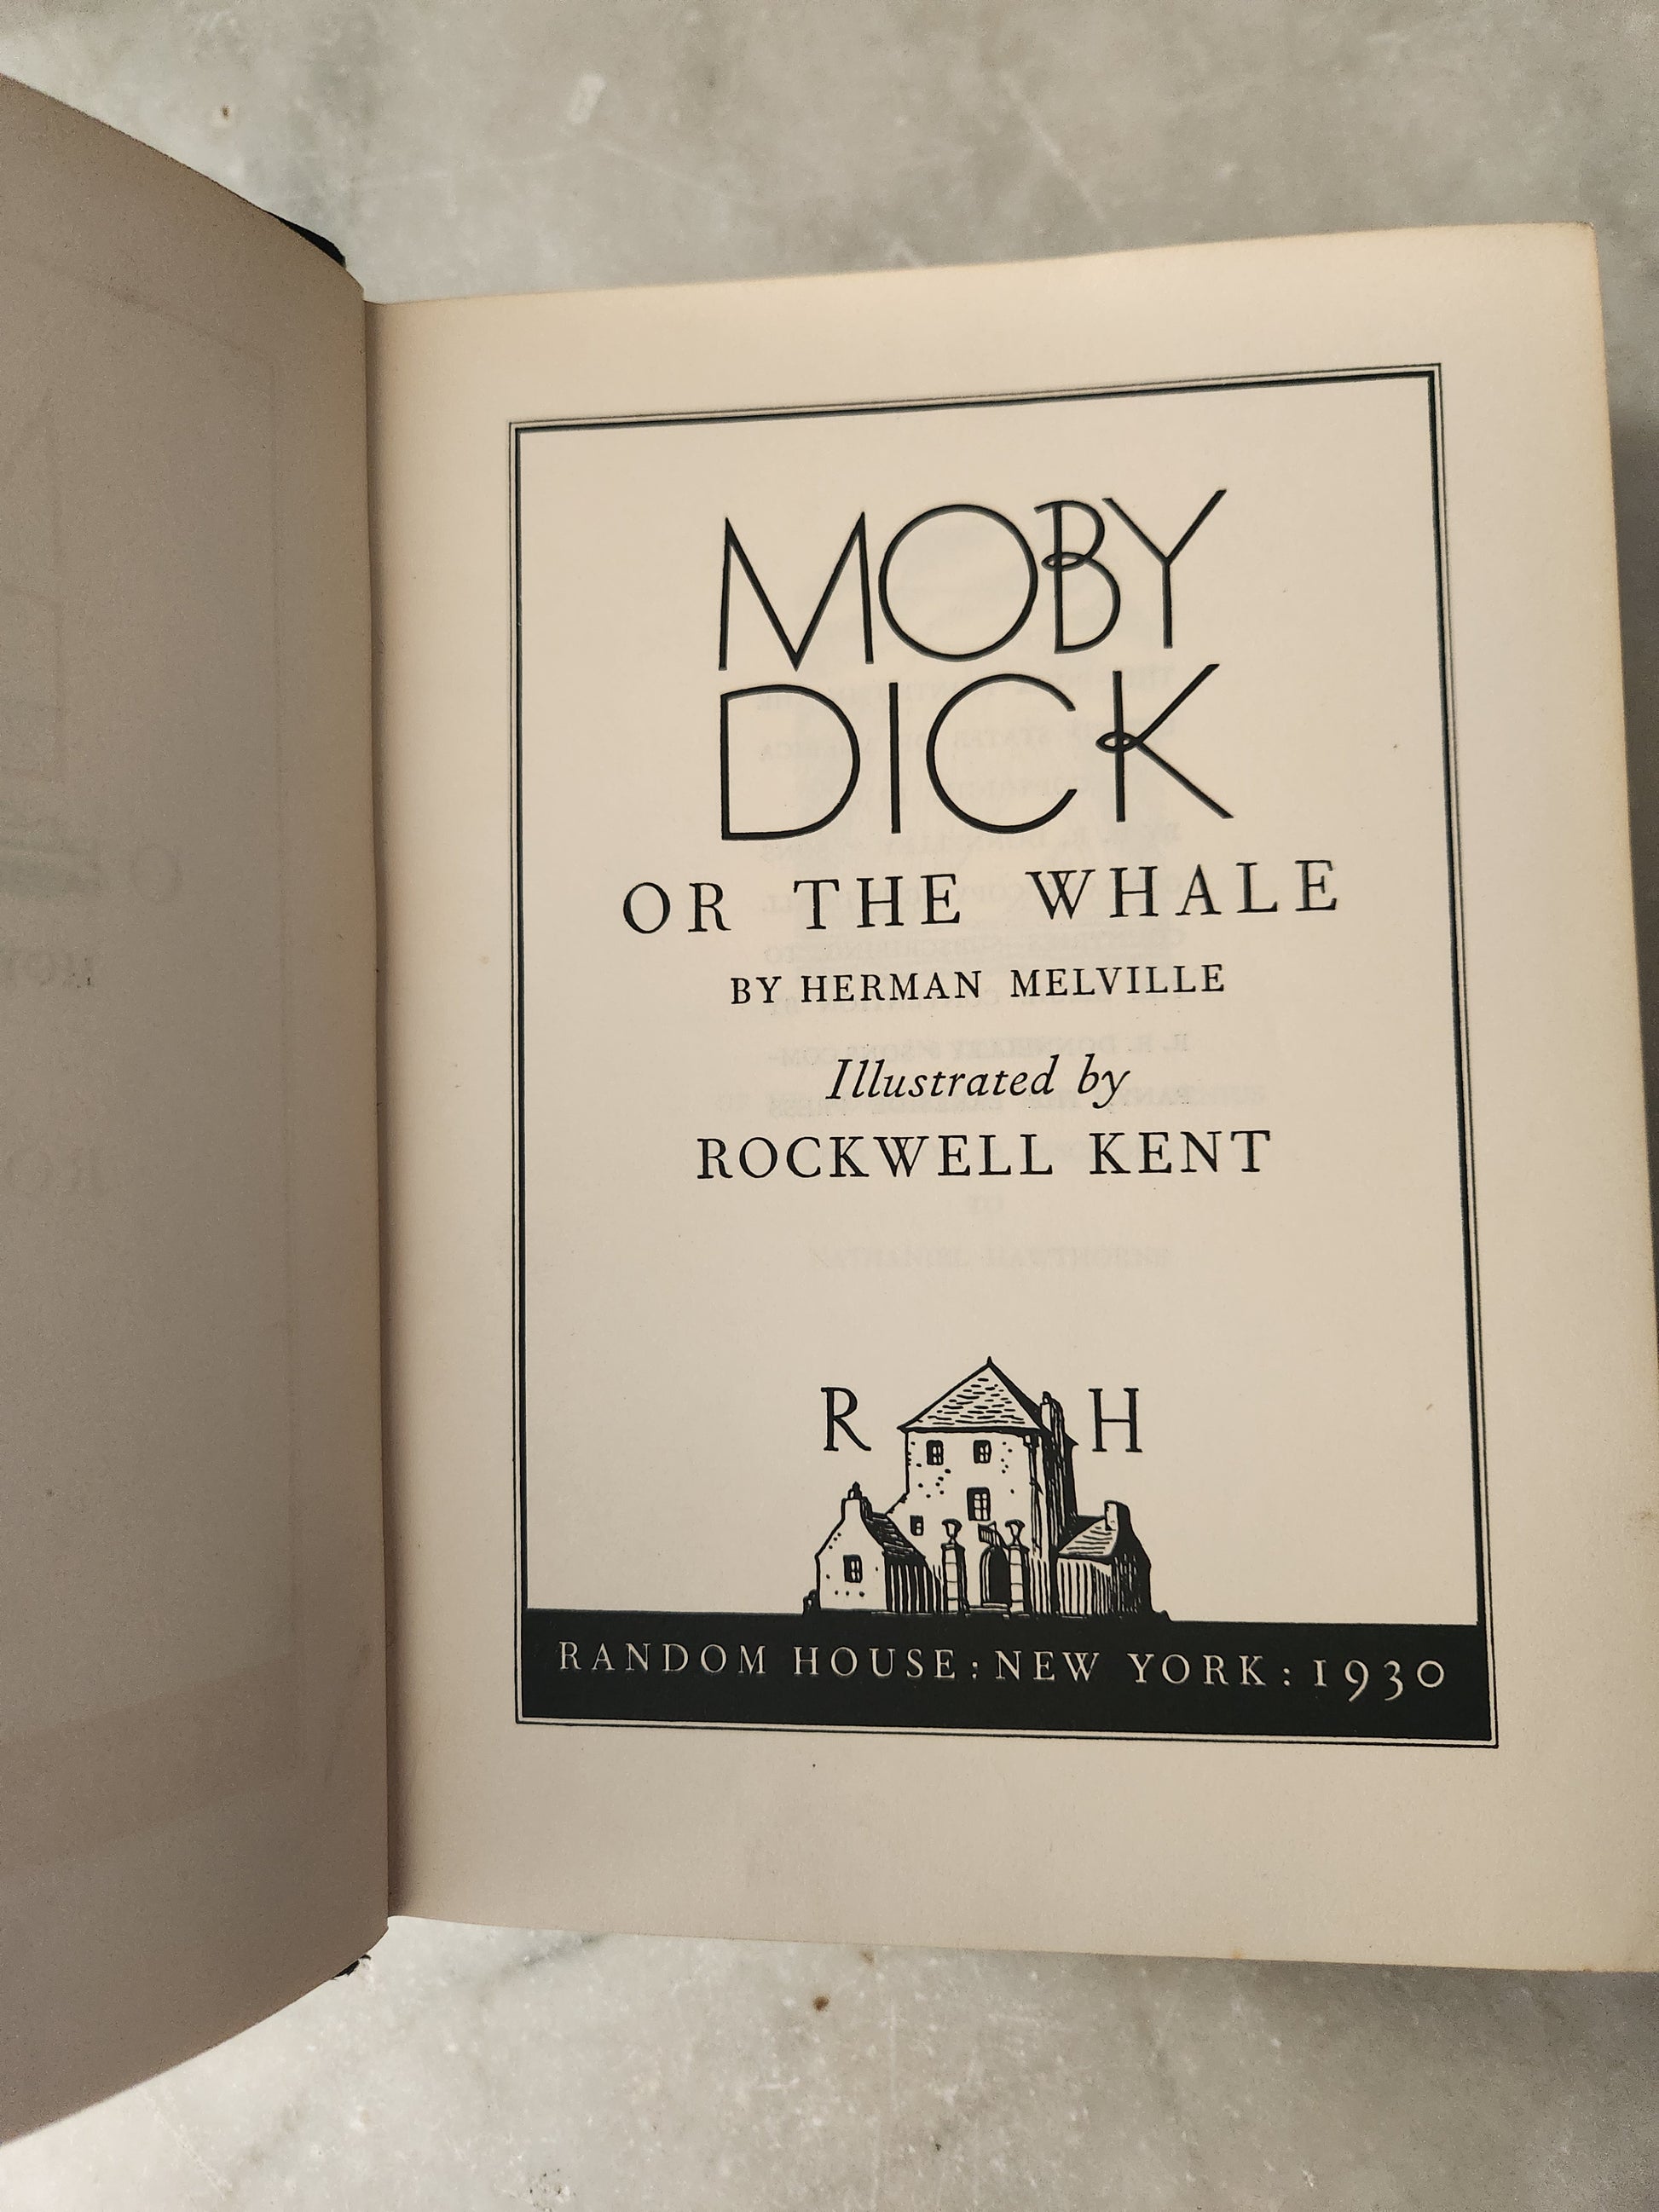 MOBY
DICK
OR THE WHALE
BY HERMAN MELVILLE
Illustrated by
ROCKWELL KENT
R H
RANDOM HOUSE : NEW YORK : 1930